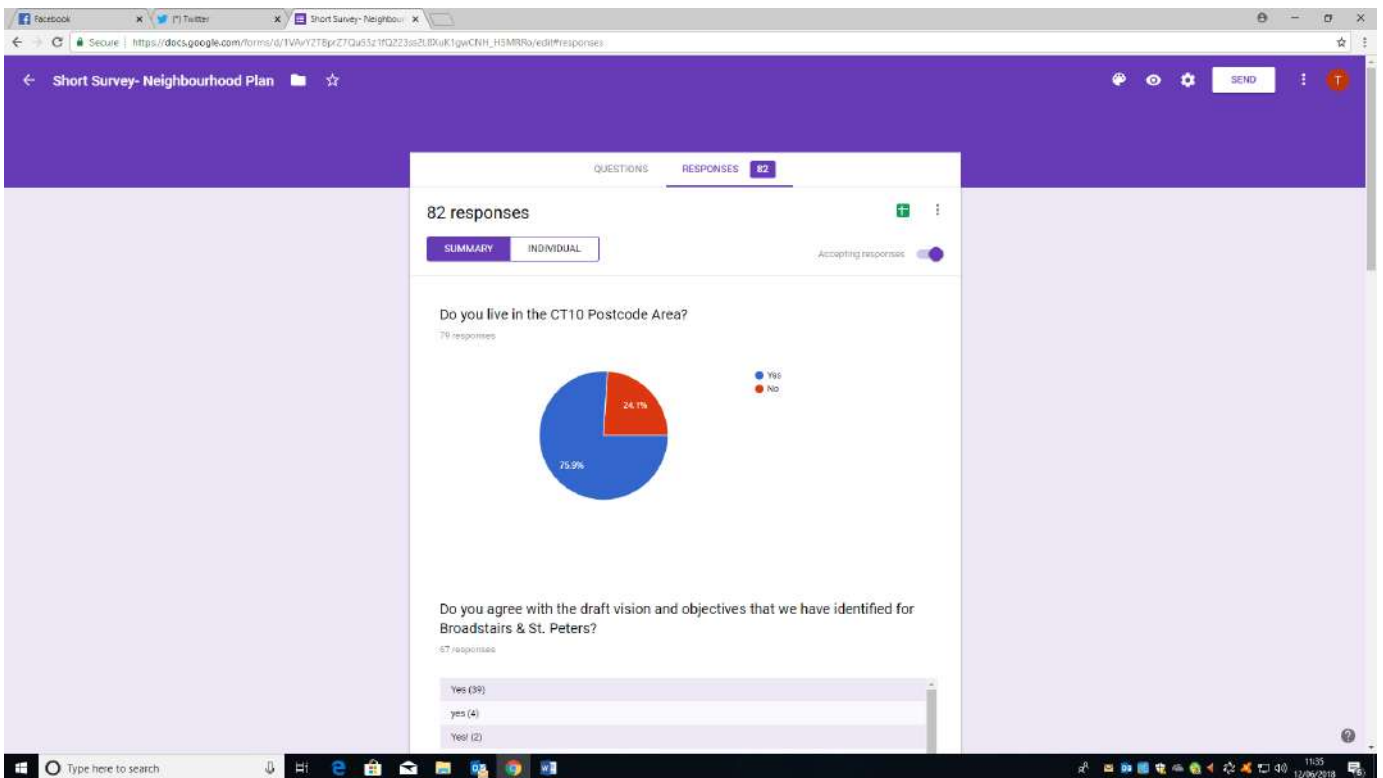 Facebook
(*) Twitter
Short Survey- Neighbour
Secure
Short Survey- Neighbourhood Plan
SEND
T
QUESTIONS RESPONSES 82
82 responses
SUMMARY INDIVIDUAL
Accepting responses
Do you live in the CT10 Postcode Area?
79 responses
Yes
No
24.1%
75.9%
Do you agree with the draft vision and objectives that we have identified for
Broadstairs & St. Peters?
67 responses
Yes (39)
yes (4)
Yes! (2)
Type here to search
11:35
12/06/2018